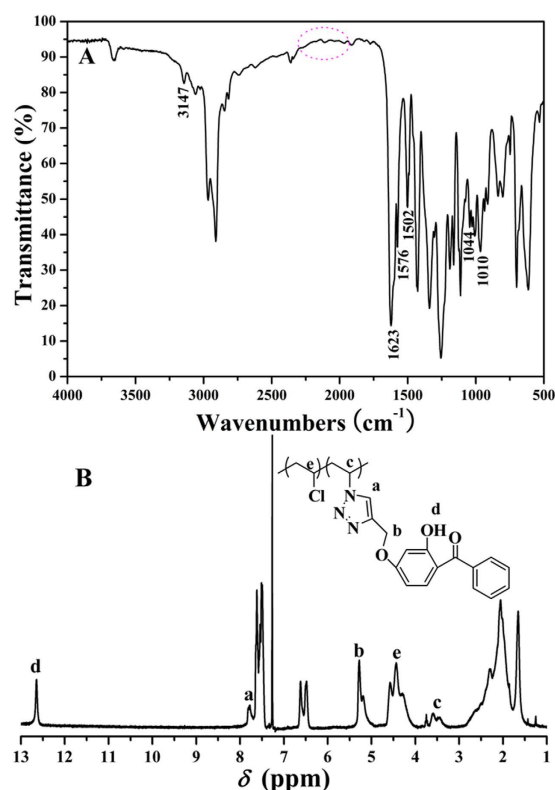 A
Transmittance (%)
100
90
80
70
60
50
40
30
20
10
0
3147
1623
1576
1502
1044
1010
4000 3500 3000 2500 2000 1500 1000 500
Wavenumbers (cm-1)
B
e
c
Cl
a
N
N
N
b
d
OH
O
O
d
a
b
e
c
13 12 11 10 9 8 7 6 5 4 3 2 1
δ (ppm)